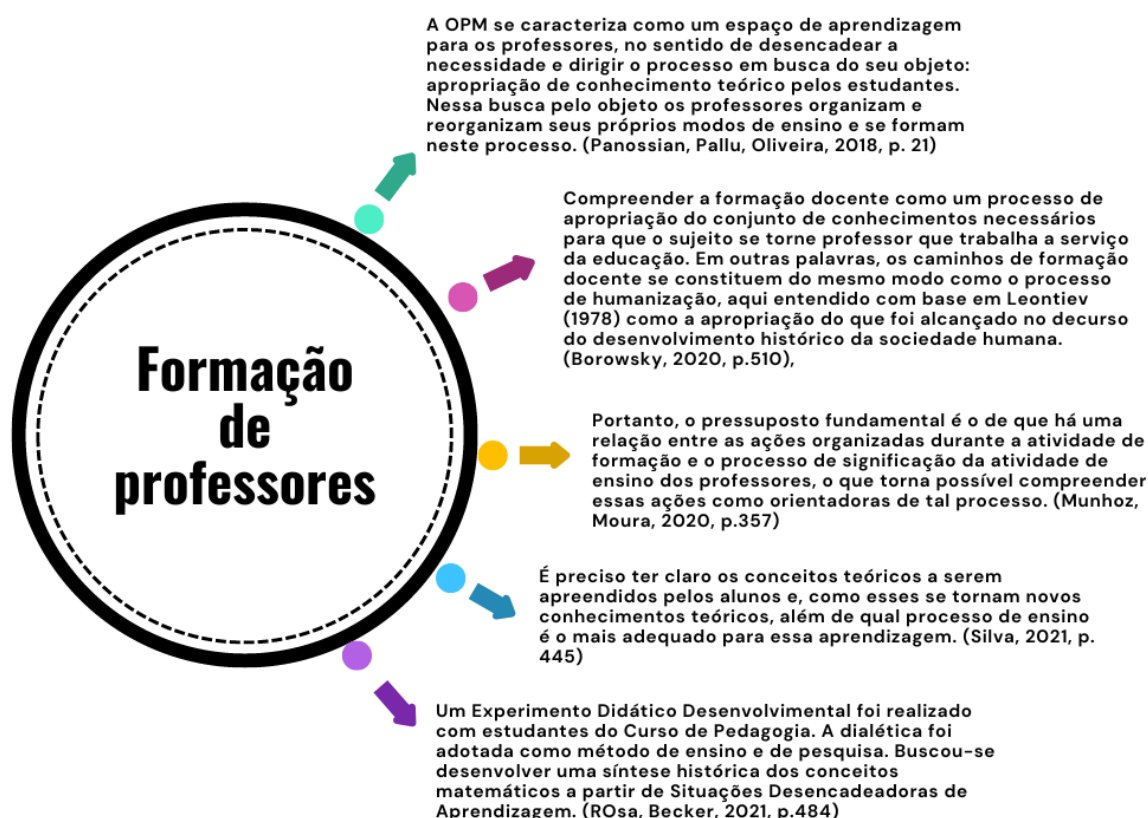 A OPM se caracteriza como um espaço de aprendizagem
para os professores, no sentido de desencadear a
necessidade e dirigir o processo em busca do seu objeto:
apropriação de conhecimento teórico pelos estudantes.
Nessa busca pelo objeto os professores organizam e
reorganizam seus próprios modos de ensino e se formam
neste processo. (Panossian, Pallu, Oliveira, 2018, p. 21)
Compreender a formação docente como um processo de
apropriação do conjunto de conhecimentos necessários
para que o sujeito se torne professor que trabalha a serviço
da educação. Em outras palavras, os caminhos de formação
docente se constituem do mesmo modo como o processo
de humanização, aqui entendido com base em Leontiev
(1978) como a apropriação do que foi alcançado no decurso
do desenvolvimento histórico da sociedade humana.
(Borowsky, 2020, p.510),
Formação
de
professores
Portanto, o pressuposto fundamental é o de que há uma
relação entre as ações organizadas durante a atividade de
formação e o processo de significação da atividade de
ensino dos professores, o que torna possível compreender
essas ações como orientadoras de tal processo. (Munhoz,
Moura, 2020, p.357)
É preciso ter claro os conceitos teóricos a serem
apreendidos pelos alunos e, como esses se tornam novos
conhecimentos teóricos, além de qual processo de ensino
é o mais adequado para essa aprendizagem. (Silva, 2021, p.
445)
Um Experimento Didático Desenvolvimental foi realizado
com estudantes do Curso de Pedagogia. A dialética foi
adotada como método de ensino e de pesquisa. Buscou-se
desenvolver uma síntese histórica dos conceitos
matemáticos a partir de Situações Desencadeadoras de
Aprendizagem. (ROsa, Becker, 2021, p.484)